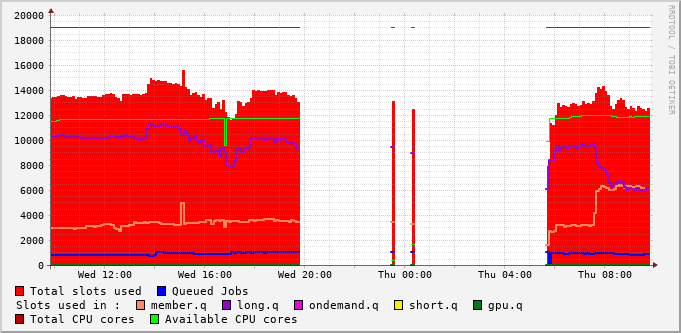 20000
18000
16000
14000
12000
10000
8000
6000
4000
2000
0
Wed 12:00 Wed 16:00 Wed 20:00 Thu 00:00 Thu 04:00 Thu 08:00
RRDTOOL / TOBI OETIKER
Total slots used Queued Jobs
Slots used in : member.q long.q ondemand.q short.q gpu.q
Total CPU cores Available CPU cores